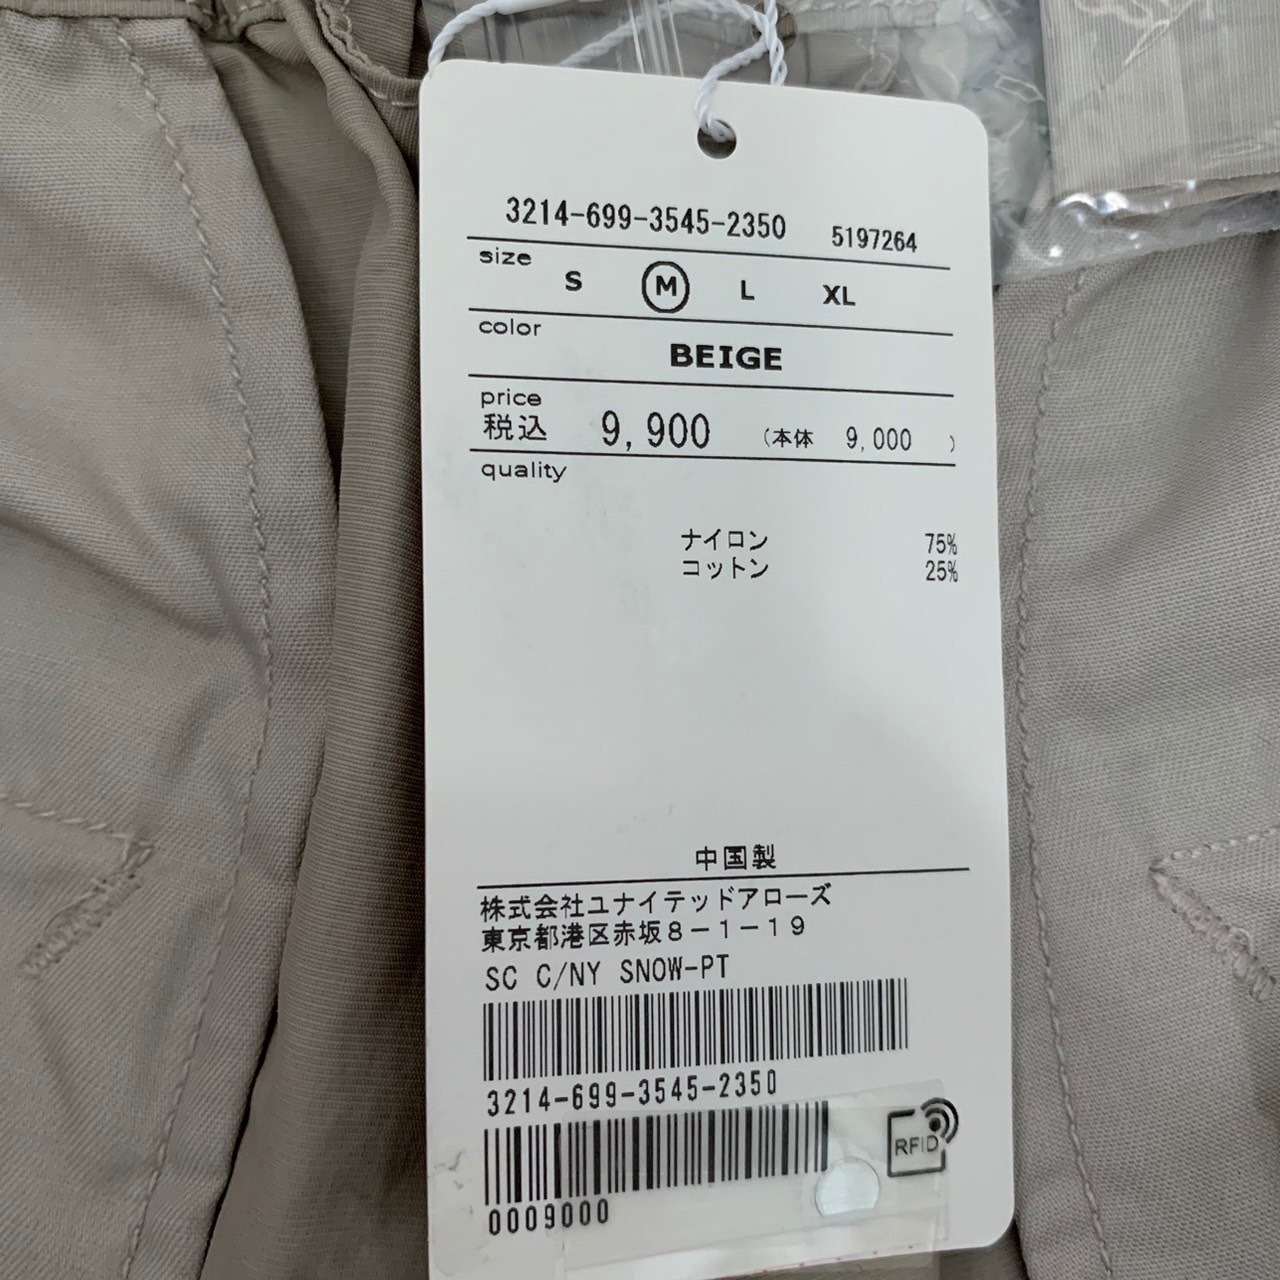 3214-699-3545-2350 5197264
size
S M L XL
color
BEIGE
price
税込 9,900 (本体 9,000 )
quality
ナイロン 75%
コットン 25%
中国製
株式会社ユナイテッドアローズ
東京都港区赤坂8-1-19
SC C/NY SNOW-PT
3214-699-3545-2350
RFID
0009000